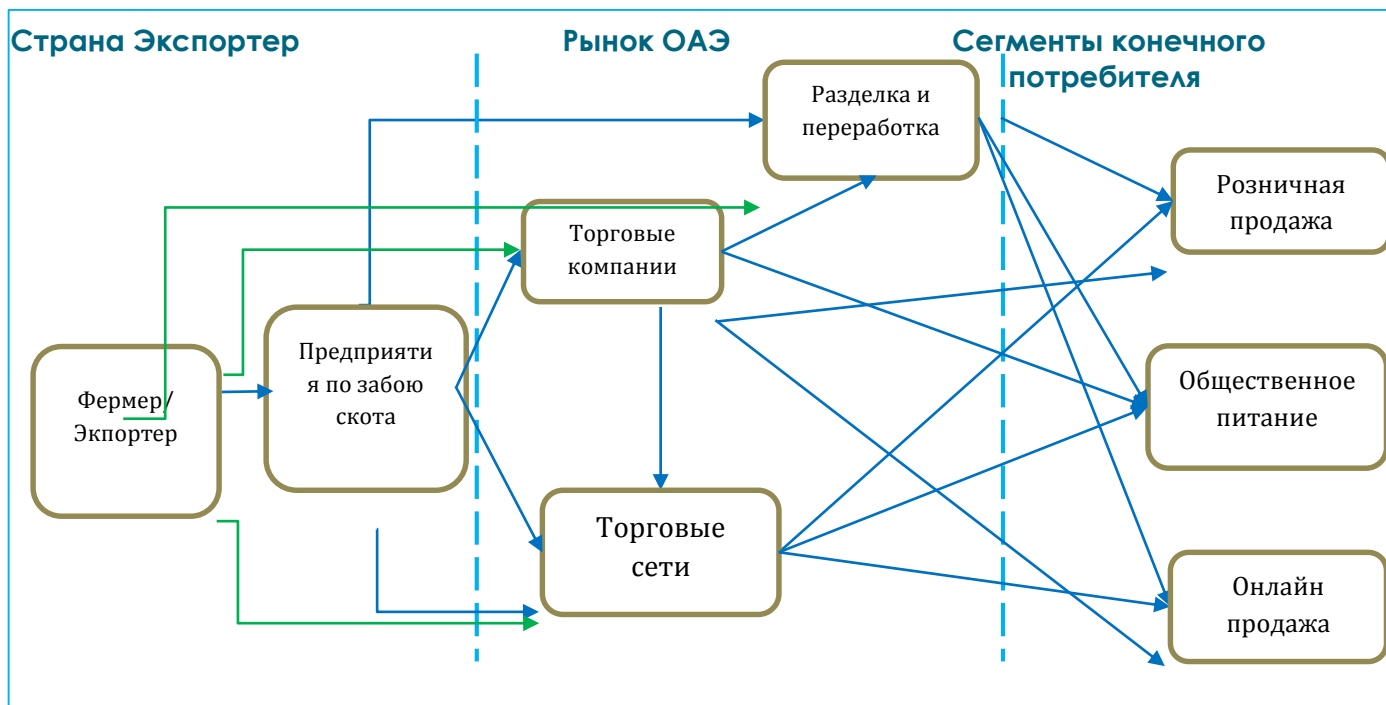 Страна Экспортер
Рынок ОАЭ
Сегменты конечного
потребителя
Разделка и
переработка
Розничная
продажа
Торговые
компании
Предприяти
я по забою
скота
Фермер/
Экпортер
Общественное
питание
Торговые
сети
Онлайн
продажа